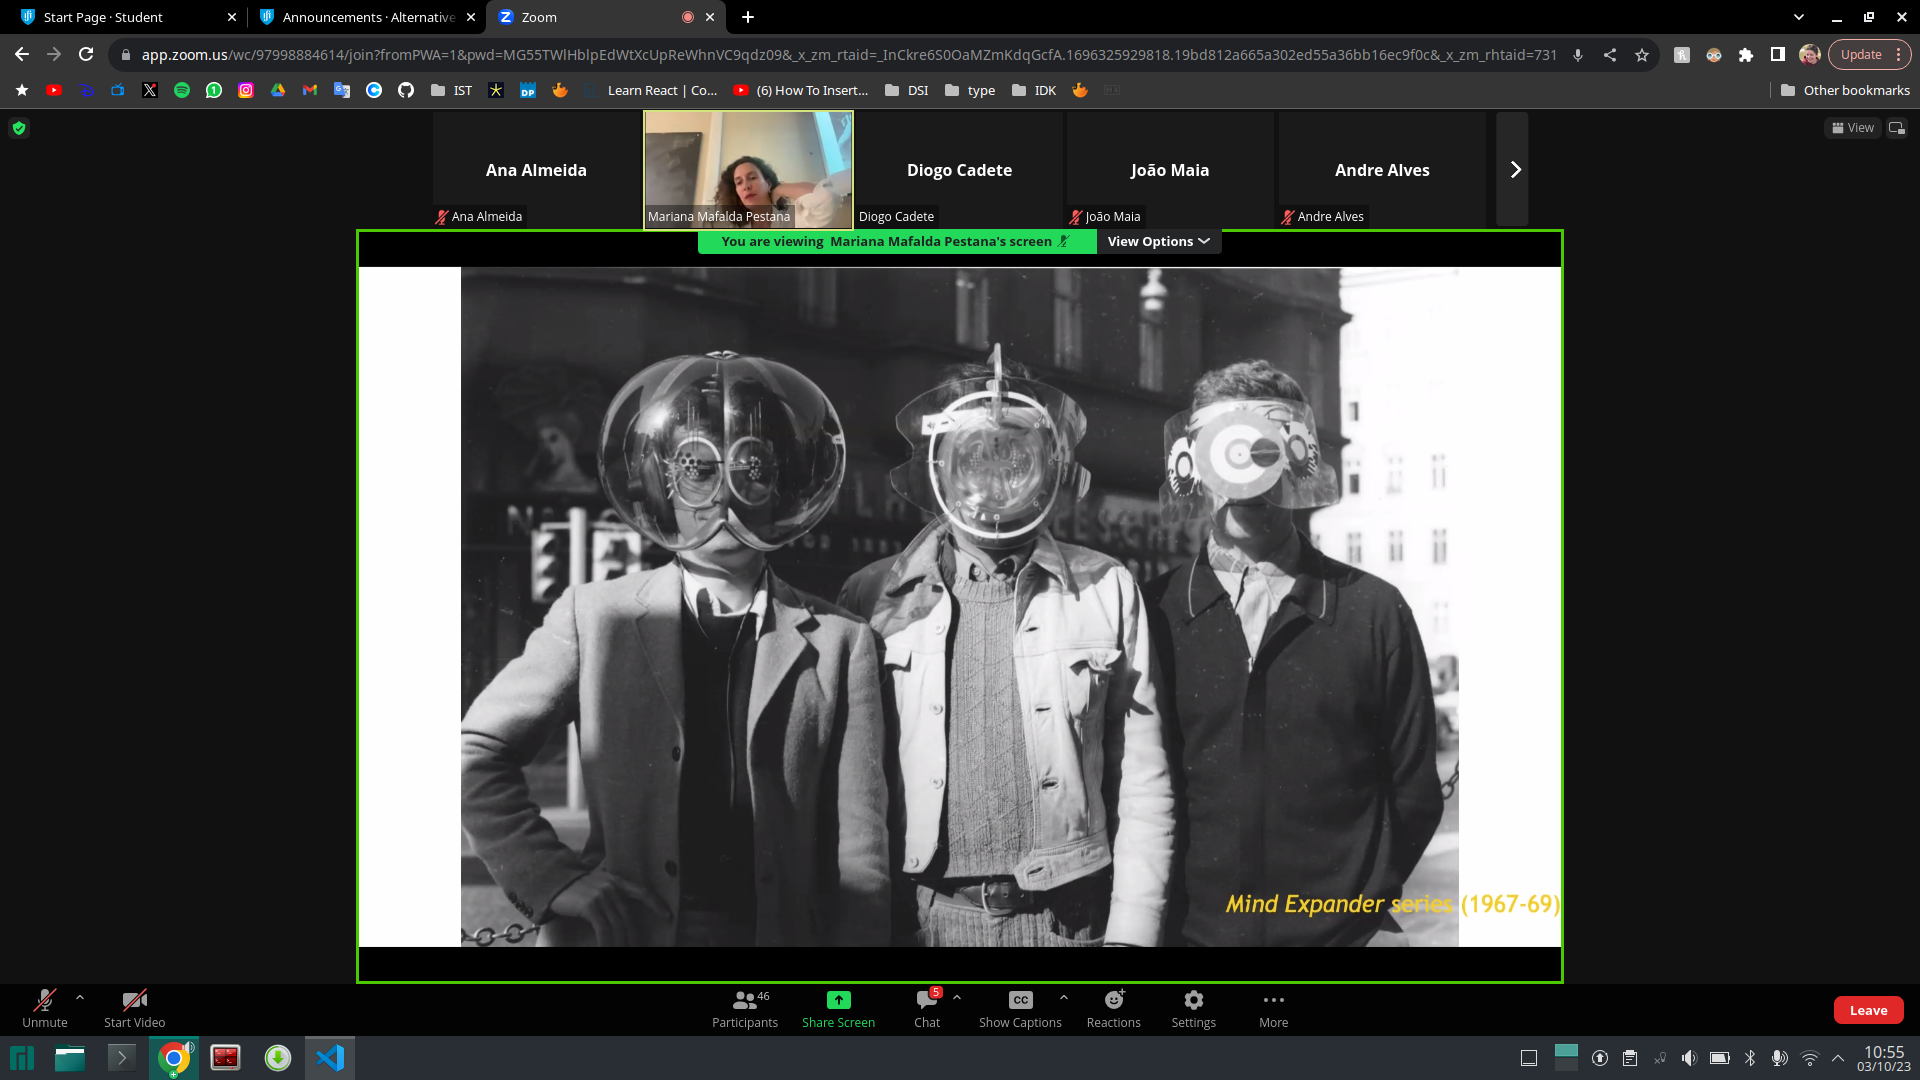 Start Page · Student
Announcements · Alternative
Zoom
app.zoom.us/wc/97998884614/join?fromPWA=1&pwd=MG55TWlHblpEdWtXcUpReWhnVC9qdz09&_x_zm_rtaid=_InCkre6S0OaMZmKdqGcfA.1696325929818.19bd812a665a302ed55a36bb16ec9f0c&_x_zm_rhtaid=731
Update
IST
DP
Learn React | Co...
(6) How To Insert...
DSI
type
IDK
Other bookmarks
View
Ana Almeida
Diogo Cadete
João Maia
Andre Alves
Ana Almeida
Mariana Mafalda Pestana
Diogo Cadete
João Maia
Andre Alves
You are viewing Mariana Mafalda Pestana's screen
View Options
Mind Expander series (1967-69)
46
5
CC
Unmute
Start Video
Participants
Share Screen
Chat
Show Captions
Reactions
Settings
More
Leave
10:55
03/10/23